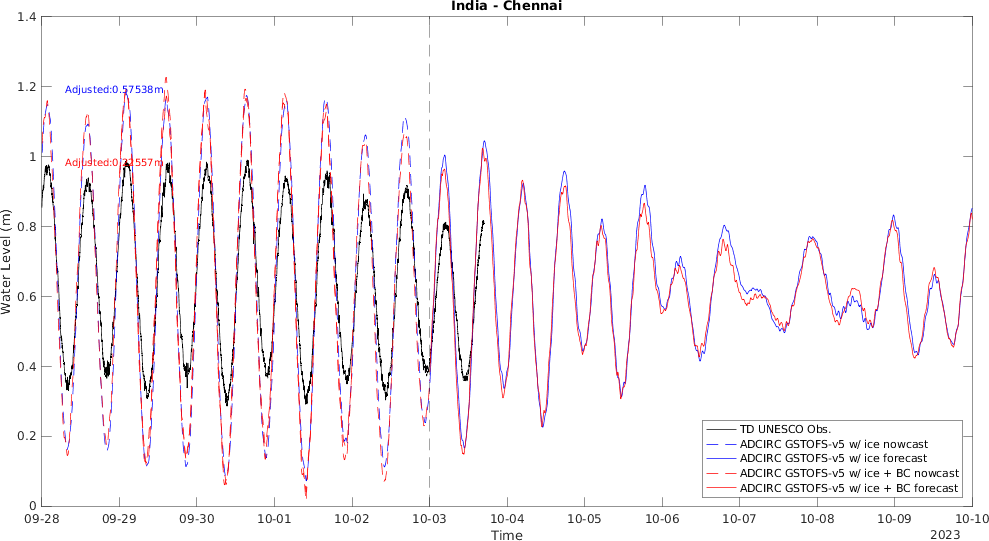 India - Chennai
1.4
1.2
1
0.8
0.6
0.4
0.2
0
Water Level (m)
Adjusted:0.57538m
TD UNESCO Obs.
ADCIRC GSTOFS-v5 w/ ice nowcast
ADCIRC GSTOFS-v5 w/ ice forecast
ADCIRC GSTOFS-v5 w/ ice + BC nowcast
ADCIRC GSTOFS-v5 w/ ice + BC forecast
09-28 09-29 09-30 10-01 10-02 10-03 10-04 10-05 10-06 10-07 10-08 10-09 10-10
Time
2023